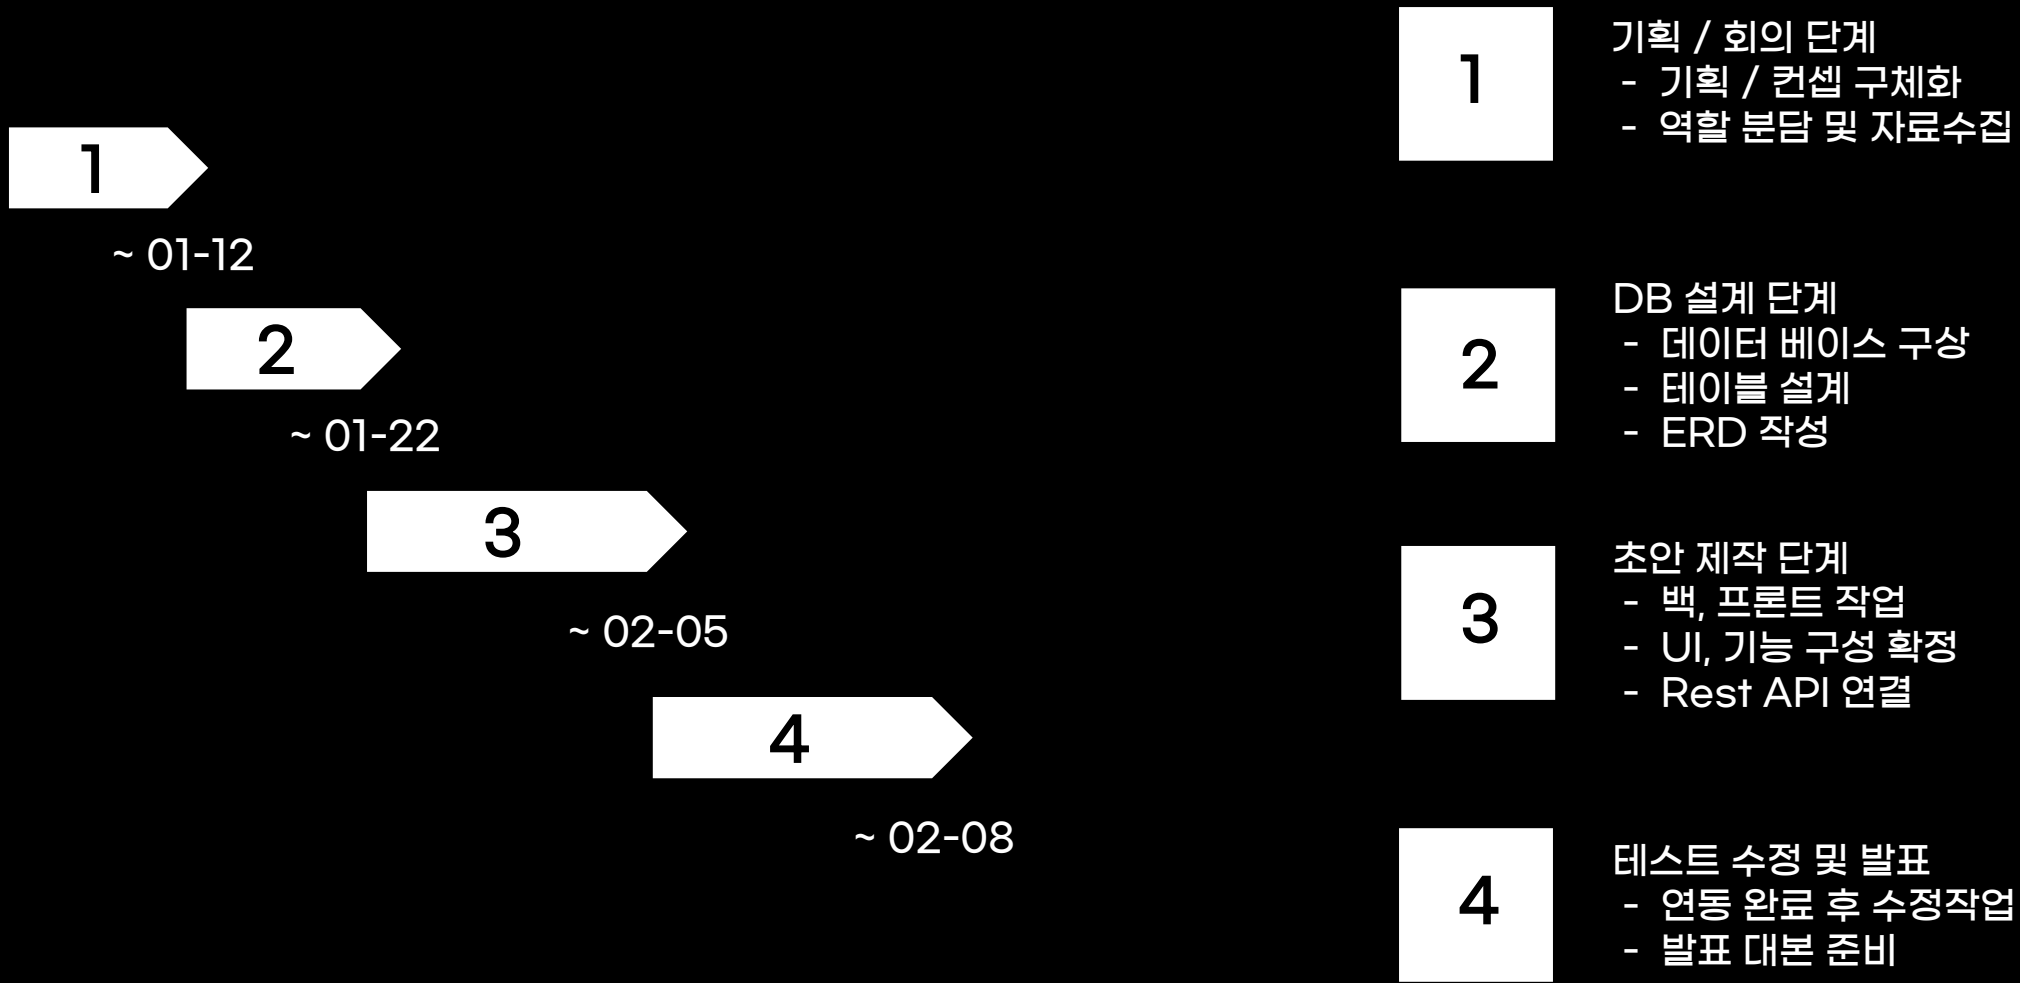 1
~ 01-12
2
~ 01-22
3
~ 02-05
4
~ 02-08
1
기획 / 회의 단계
- 기획 / 컨셉 구체화
- 역할 분담 및 자료수집
2
DB 설계 단계
- 데이터 베이스 구상
- 테이블 설계
- ERD 작성
3
초안 제작 단계
- 백, 프론트 작업
- UI, 기능 구성 확정
- Rest API 연결
4
테스트 수정 및 발표
- 연동 완료 후 수정작업
- 발표 대본 준비